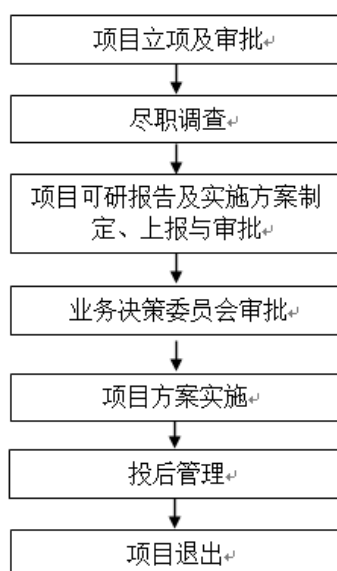 项目立项及审批
尽职调查
项目可研报告及实施方案制
定、上报与审批
业务决策委员会审批
项目方案实施
投后管理
项目退出